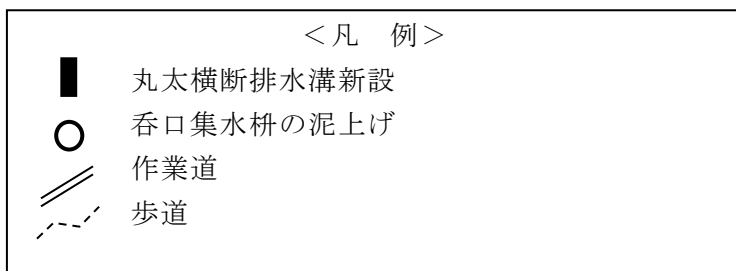 ＜凡　例＞
丸太横断排水溝新設
呑口集水枡の泥上げ
作業道
歩道